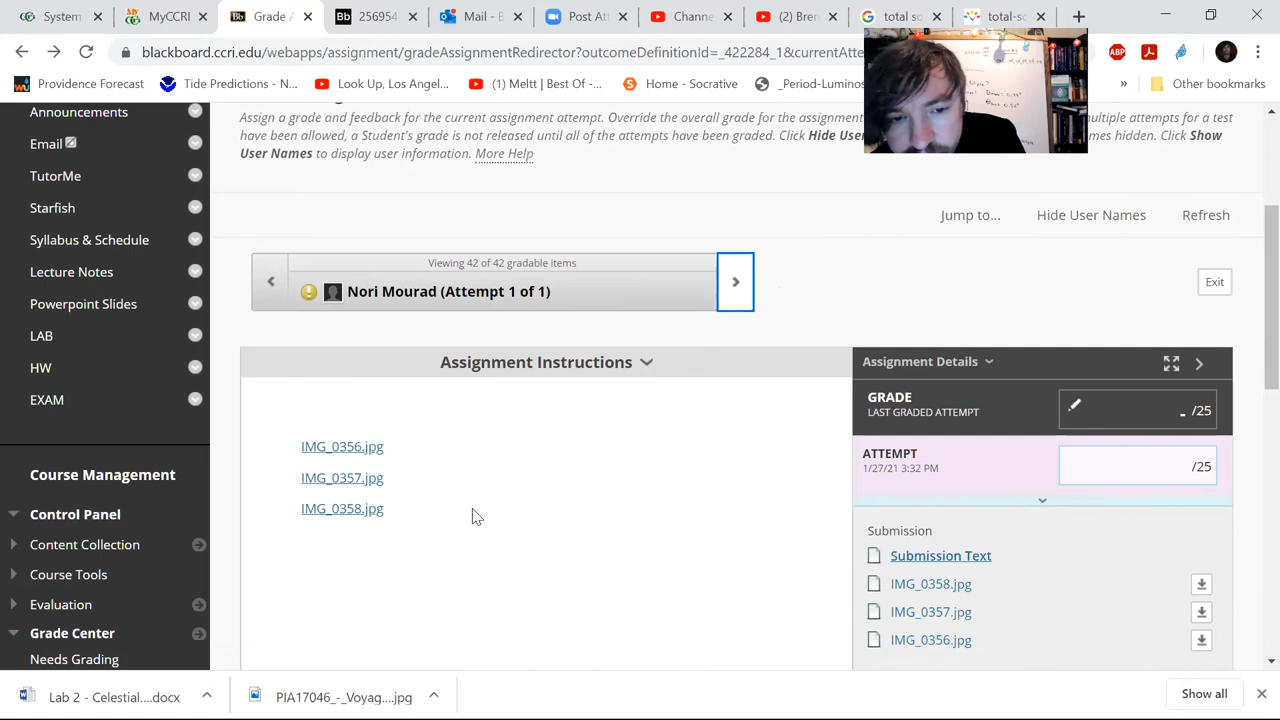 System
MyCCRI
Grade A
256954
Mail - B
Post Att
Chant
(2) Bren
total sc
total-sc
blackboard.ccri.edu/webapps/assignment/gradeAssignmentRedirector?outcomeDefinitionId=_422284_1&currentAtte
Providence Forecast
Tide Predictions - N...
(1) Melti | Best Of -...
Home - Socrative
_Period-Luminos
»
Other bookmarks
Assign a grade and
for the current assignment attempt. Override the overall grade for the assignment
multiple attempts for a test
have been allowed, a student's grade is not released until all of the attempts have been graded. Click Hide User
names hidden. Click Show
User Names to display user information. More Help
Announcements
Email
TutorMe
Starfish
Syllabus & Schedule
Lecture Notes
Powerpoint Slides
LAB
HW
EXAM
Course Management
Control Panel
Content Collection
Course Tools
Evaluation
Grade Center
Needs Grading
Jump to...
Hide User Names
Refresh
Viewing 42 of 42 gradable items
Nori Mourad (Attempt 1 of 1)
Exit
Assignment Instructions
IMG_0356.jpg
IMG_0357.jpg
IMG_0358.jpg
Assignment Details
GRADE
LAST GRADED ATTEMPT
- /25
ATTEMPT
1/27/21 3:32 PM
/25
Submission
Submission Text
IMG_0358.jpg
IMG_0357.jpg
IMG_0356.jpg
Lab 2 - Celestial....docx
PIA17046_-_Voyag....jpg
Show all